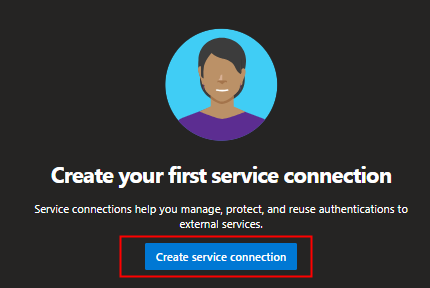 Create your first service connection
Service connections help you manage, protect, and reuse authentications to
external services.
Create service connection